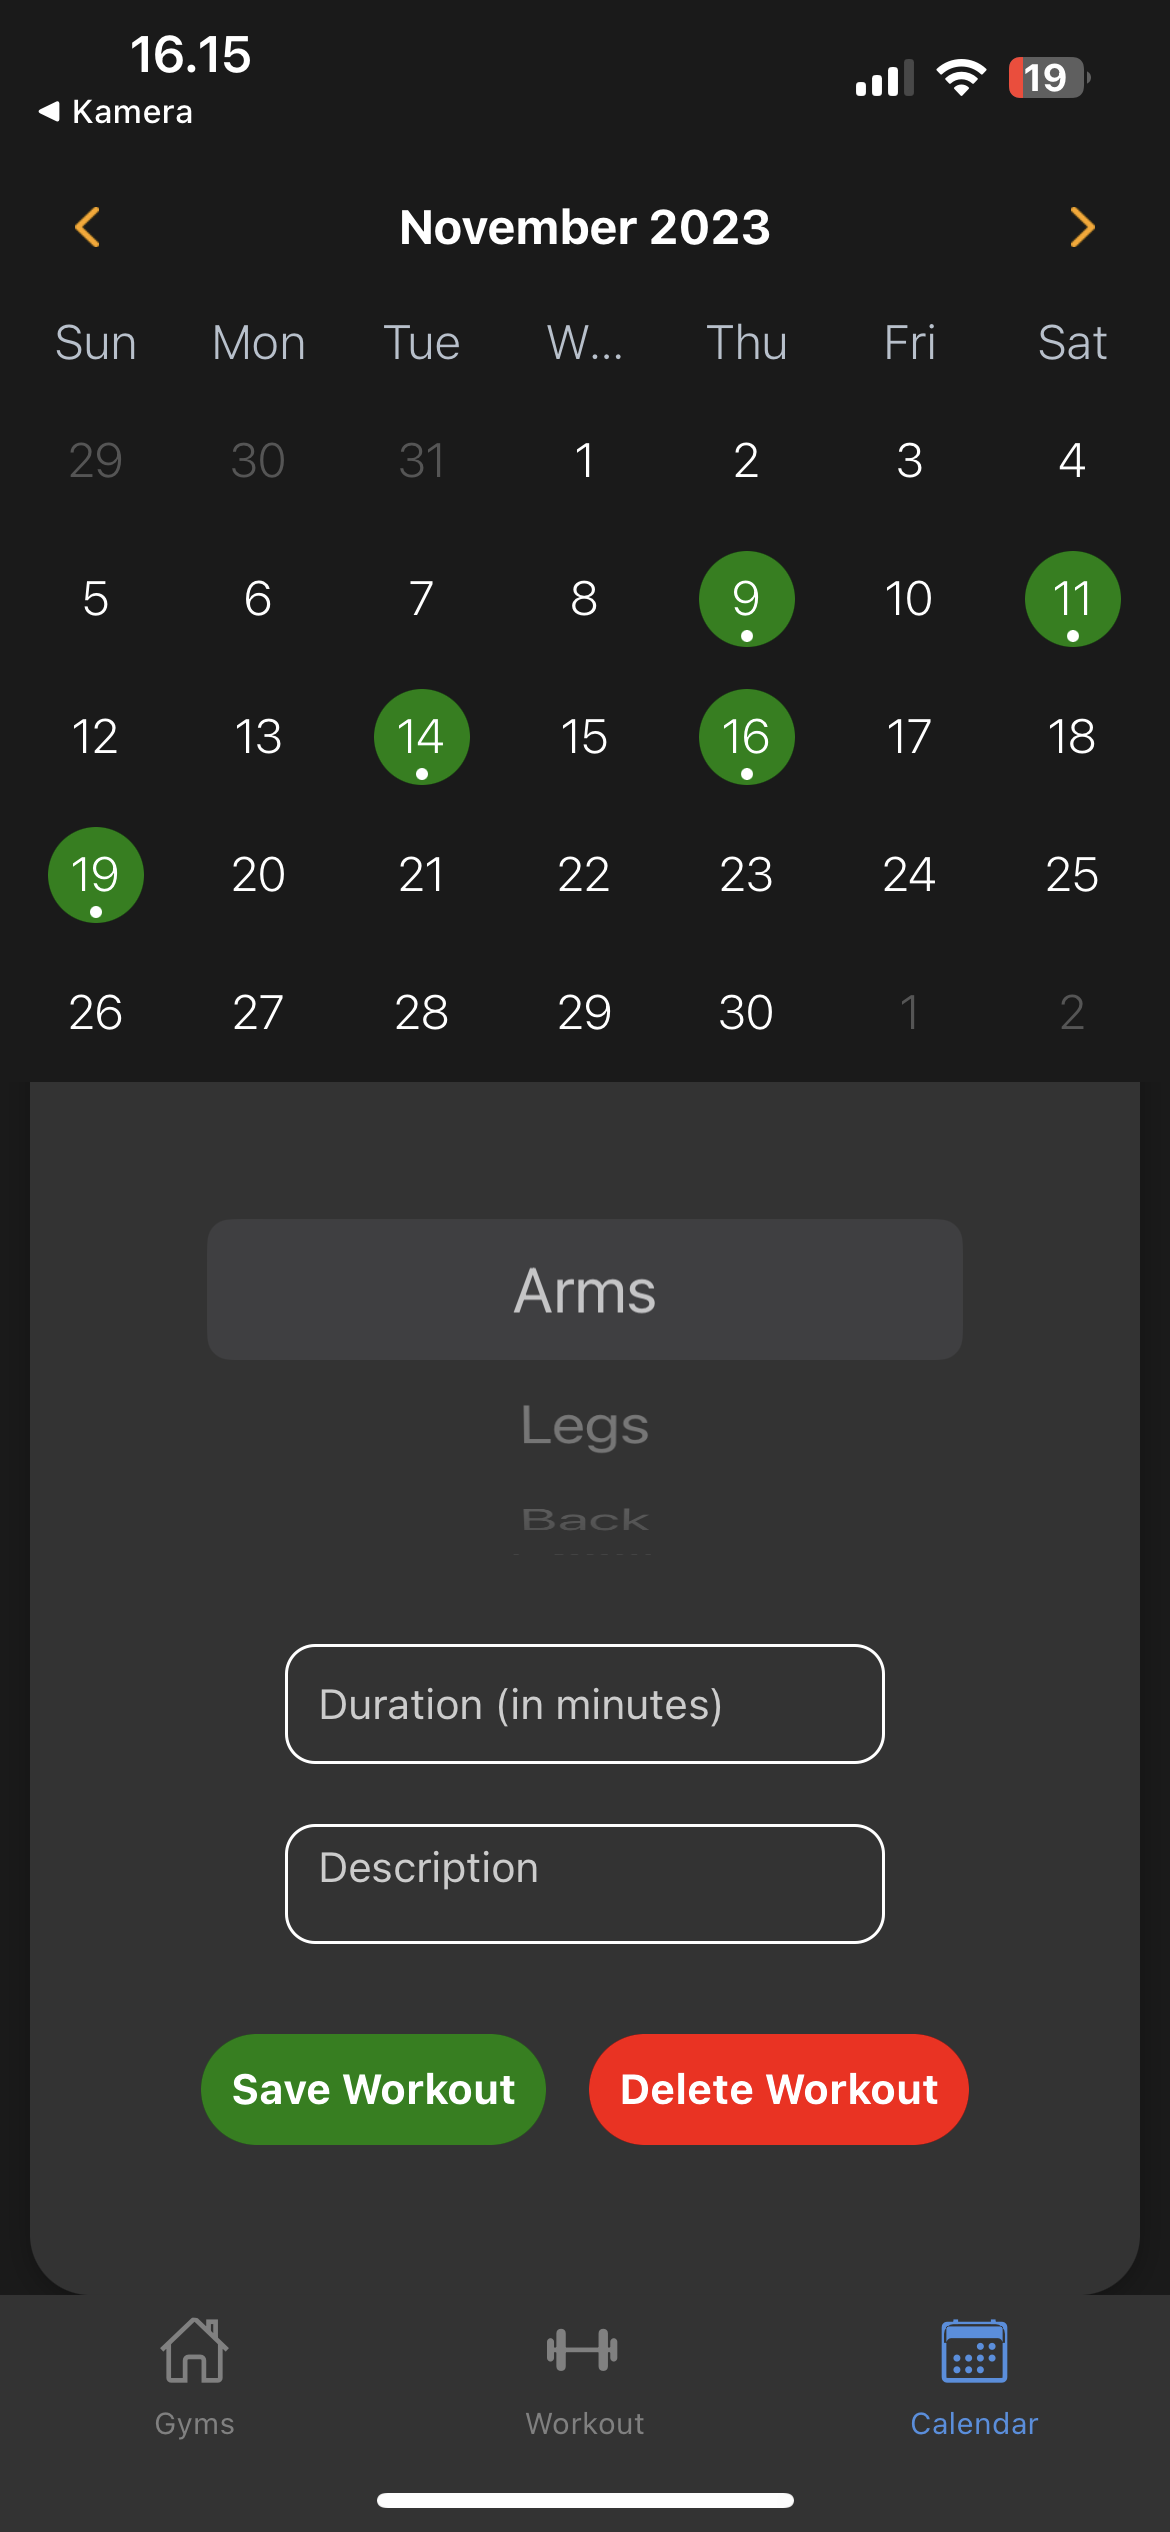 16.15
Kamera
19
November 2023
Sun Mon Tue W... Thu Fri Sat
29 30 31 1 2 3 4
5 6 7 8 9 10 11
12 13 14 15 16 17 18
19 20 21 22 23 24 25
26 27 28 29 30 1 2
Arms
Legs
Back
Duration (in minutes)
Description
Save Workout Delete Workout
Gyms Workout Calendar